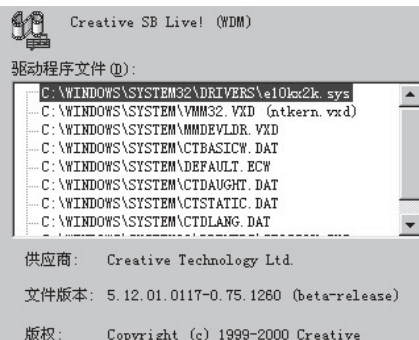 Creative SB Live! (WDM)
驱动程序文件(D):
C:\WINDOWS\SYSTEM32\DRIVERS\e10kx2k.sys
C:\WINDOWS\SYSTEM\VMM32.VXD (ntkern.vxd)
C:\WINDOWS\SYSTEM\MMDEVLDR.VXD
C:\WINDOWS\SYSTEM\CTBASICW.DAT
C:\WINDOWS\SYSTEM\DEFAULT.ECW
C:\WINDOWS\SYSTEM\CTDAUGHT.DAT
C:\WINDOWS\SYSTEM\CTSTATIC.DAT
C:\WINDOWS\SYSTEM\CTDLANG.DAT
供应商: Creative Technology Ltd.
文件版本: 5.12.01.0117-0.75.1260 (beta-release)
版权: Copyright (c) 1999-2000 Creative